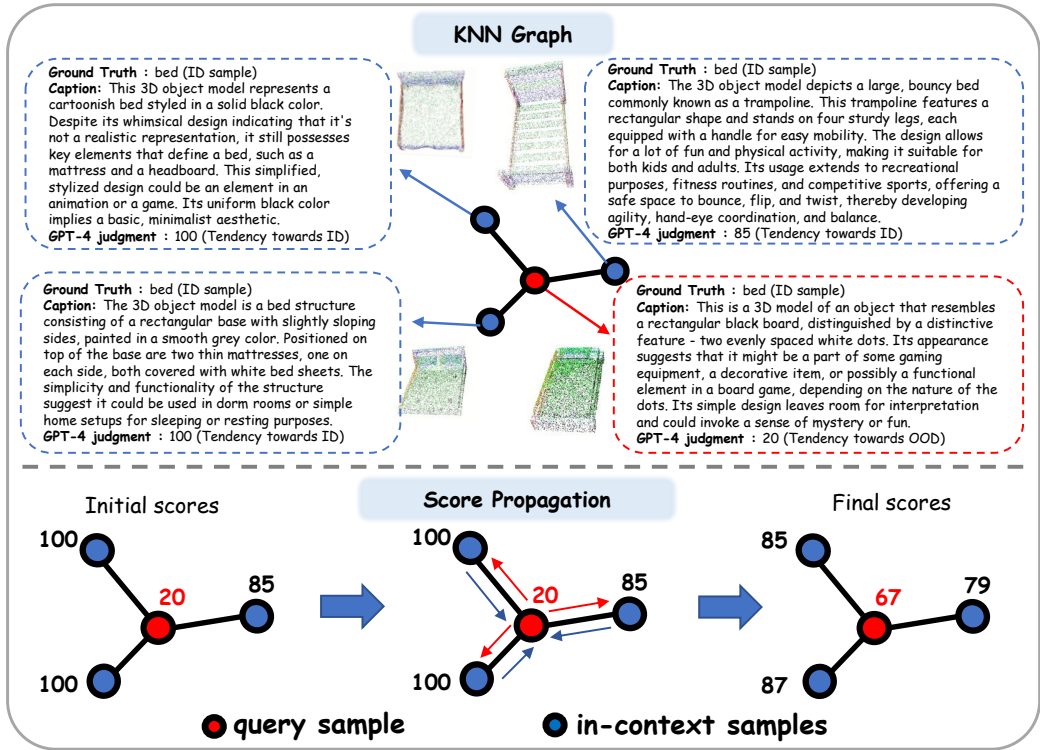 KNN Graph
Ground Truth : bed (ID sample)
Caption: This 3D object model represents a
cartoonish bed styled in a solid black color.
Despite its whimsical design indicating that it's
not a realistic representation, it still possesses
key elements that define a bed, such as a
mattress and a headboard. This simplified,
stylized design could be an element in an
animation or a game. Its uniform black color
implies a basic, minimalist aesthetic.
GPT-4 judgment : 100 (Tendency towards ID)
Ground Truth : bed (ID sample)
Caption: The 3D object model depicts a large, bouncy bed
commonly known as a trampoline. This trampoline features a
rectangular shape and stands on four sturdy legs, each
equipped with a handle for easy mobility. The design allows
for a lot of fun and physical activity, making it suitable for
both kids and adults. Its usage extends to recreational
purposes, fitness routines, and competitive sports, offering a
safe space to bounce, flip, and twist, thereby developing
agility, hand-eye coordination, and balance.
GPT-4 judgment : 85 (Tendency towards ID)
Ground Truth : bed (ID sample)
Caption: The 3D object model is a bed structure
consisting of a rectangular base with slightly sloping
sides, painted in a smooth grey color. Positioned on
top of the base are two thin mattresses, one on
each side, both covered with white bed sheets. The
simplicity and functionality of the structure
suggest it could be used in dorm rooms or simple
home setups for sleeping or resting purposes.
GPT-4 judgment : 100 (Tendency towards ID)
Ground Truth : bed (ID sample)
Caption: This is a 3D model of an object that resembles
a rectangular black board, distinguished by a distinctive
feature - two evenly spaced white dots. Its appearance
suggests that it might be a part of some gaming
equipment, a decorative item, or possibly a functional
element in a board game, depending on the nature of the
dots. Its simple design leaves room for interpretation
and could invoke a sense of mystery or fun.
GPT-4 judgment : 20 (Tendency towards OOD)
Initial scores
Score Propagation
Final scores
100
20
85
100
100
20
85
100
85
67
79
87
query sample
in-context samples